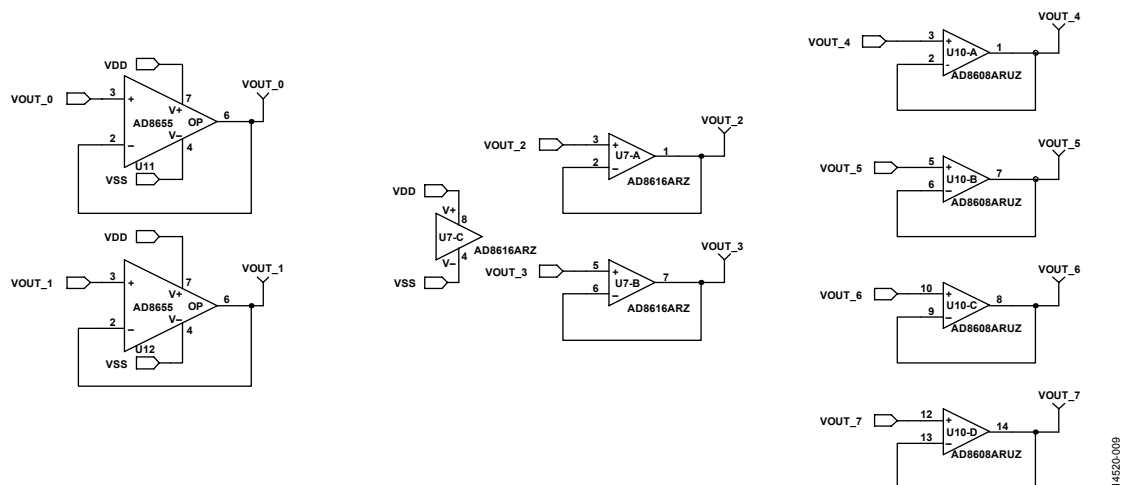 VDD
VOUT_0
VOUT_0
3
+
7
V+
AD8655
OP
6
2
−
V−
4
U11
VSS
VDD
VOUT_1
VOUT_1
3
+
7
V+
AD8655
OP
6
2
−
V−
4
U12
VSS
VOUT_2
VOUT_2
3
+
U7-A
1
2
−
AD8616ARZ
VDD
V+
8
U7-C
AD8616ARZ
V−
4
VSS
VOUT_3
VOUT_3
5
+
U7-B
7
6
−
AD8616ARZ
VOUT_4
VOUT_4
3
+
U10-A
1
2
-
AD8608ARUZ
VOUT_5
VOUT_5
5
+
U10-B
7
6
−
AD8608ARUZ
VOUT_6
VOUT_6
10
+
U10-C
8
9
−
AD8608ARUZ
VOUT_7
VOUT_7
12
+
U10-D
14
13
−
AD8608ARUZ
14520-009